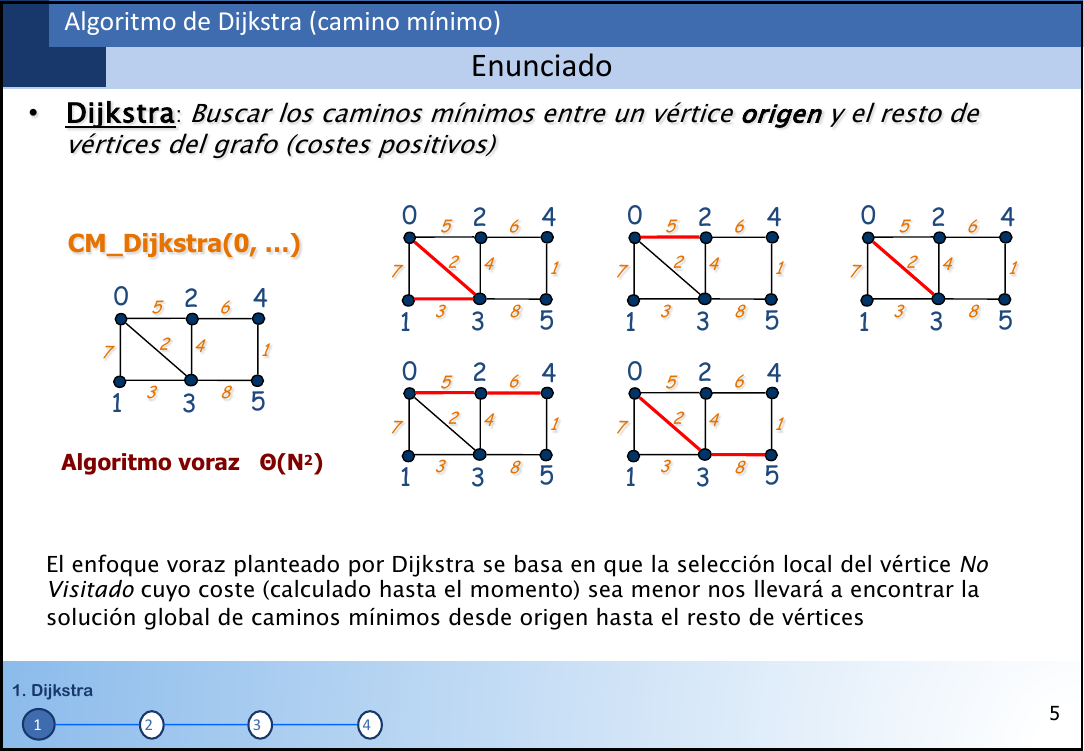 Algoritmo de Dijkstra (camino mínimo)
Enunciado
• Dijkstra: Buscar los caminos mínimos entre un vértice origen y el resto de
vértices del grafo (costes positivos)
CM_Dijkstra(0, …)
0 2 4
5 6
7 2 4 1
3 8
1 3 5
0 2 4
5 6
7 2 4 1
3 8
1 3 5
0 2 4
5 6
7 2 4 1
3 8
1 3 5
0 2 4
5 6
7 2 4 1
3 8
1 3 5
0 2 4
5 6
7 2 4 1
3 8
1 3 5
0 2 4
5 6
7 2 4 1
3 8
1 3 5
Algoritmo voraz Θ(N²)
El enfoque voraz planteado por Dijkstra se basa en que la selección local del vértice No
Visitado cuyo coste (calculado hasta el momento) sea menor nos llevará a encontrar la
solución global de caminos mínimos desde origen hasta el resto de vértices
1. Dijkstra
1 2 3 4
5